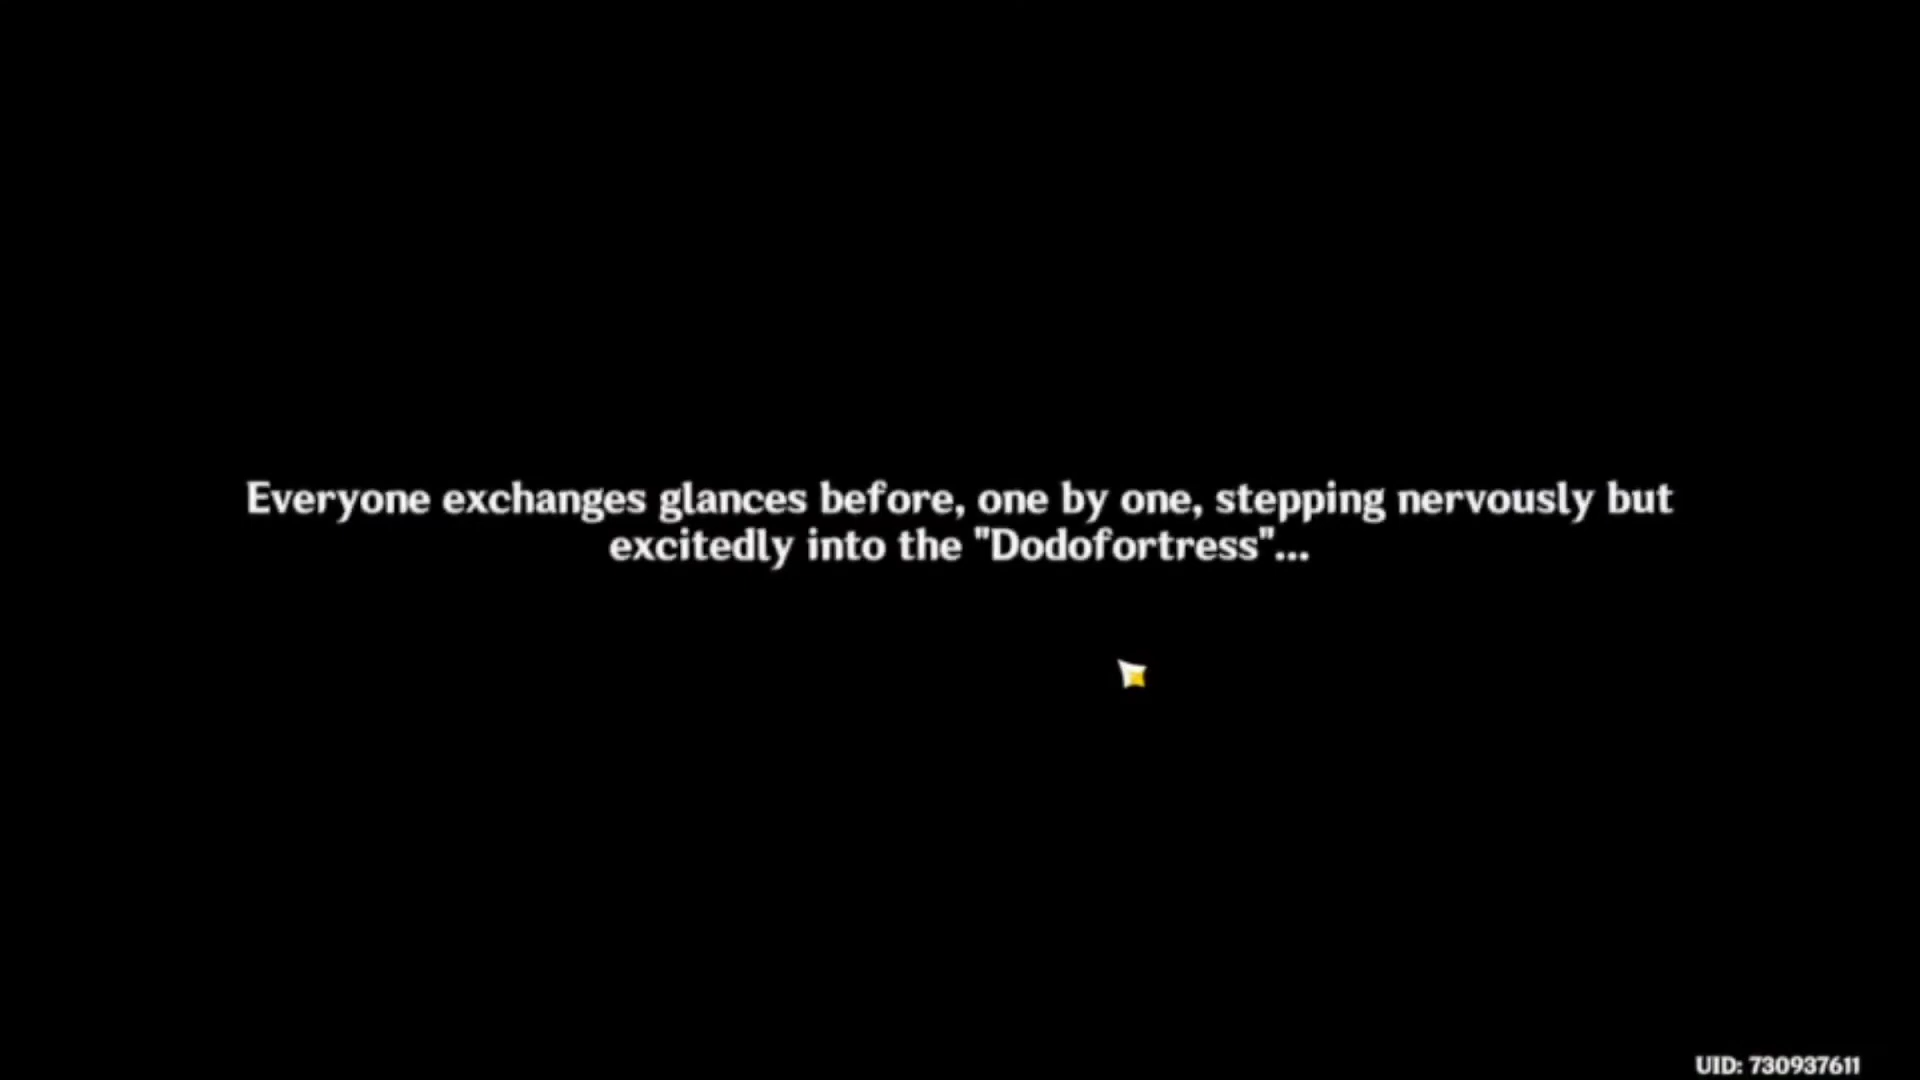 Everyone exchanges glances before, one by one, stepping nervously but
excitedly into the "Dodofortress"...
UID: 730937611